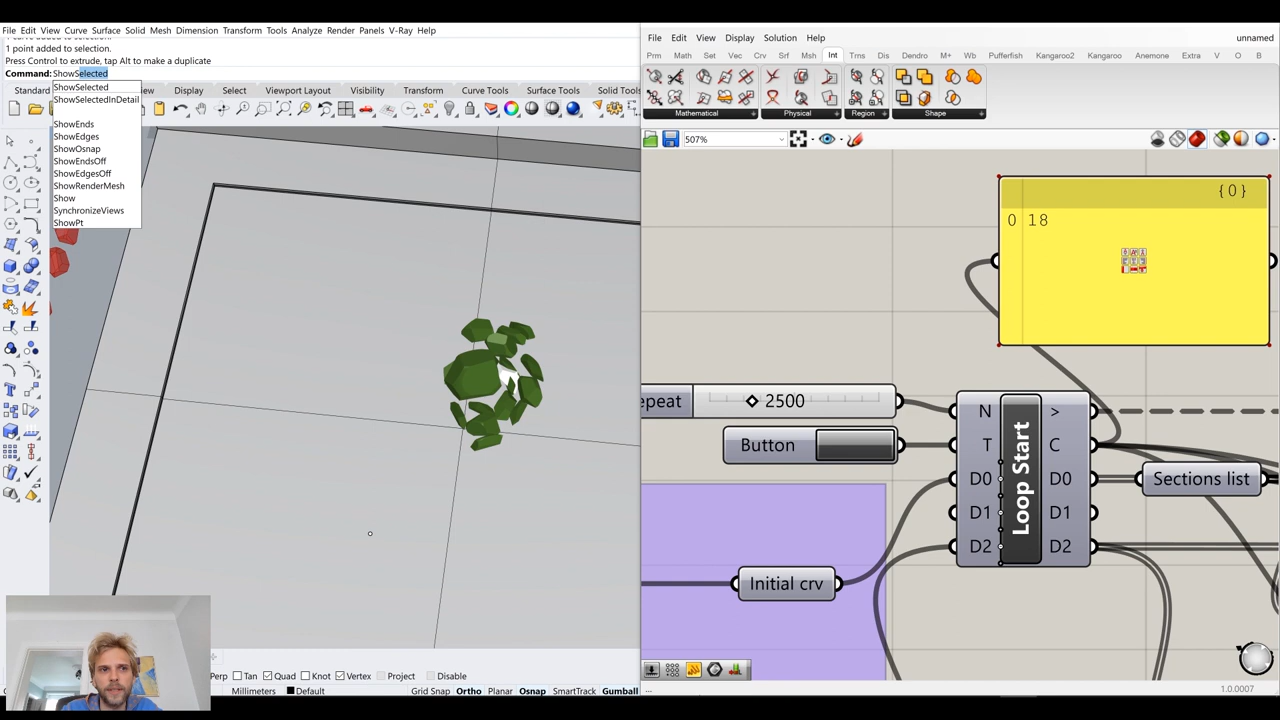 File Edit View Curve Surface Solid Mesh Dimension Transform Tools Analyze Render Panels V-Ray Help
1 point added to selection.
Press Control to extrude, tap Alt to make a duplicate
Command: ShowSelected
ShowSelected
ShowSelectedInDetail
ShowEnds
ShowEdges
ShowOsnap
ShowEndsOff
ShowEdgesOff
ShowRenderMesh
Show
SynchronizeViews
ShowPt
Standard
Display Select Viewport Layout Visibility Transform Curve Tools Surface Tools Solid Tools
Perp Tan Quad Knot Vertex Project Disable
Millimeters Default Grid Snap Ortho Planar Osnap SmartTrack Gumball
File Edit View Display Solution Help
unnamed
Prm Math Set Vec Crv Srf Msh Int Trns Dis Dendro M+ Wb Pufferfish Kangaroo2 Kangaroo Anemone Extra V O B
Mathematical Physical Region Shape
507%
{0}
0 18
epeat 2500
Button
Loop Start
N >
T C
D0 D0
D1 D1
D2 D2
Sections list
Initial crv
...
1.0.0007